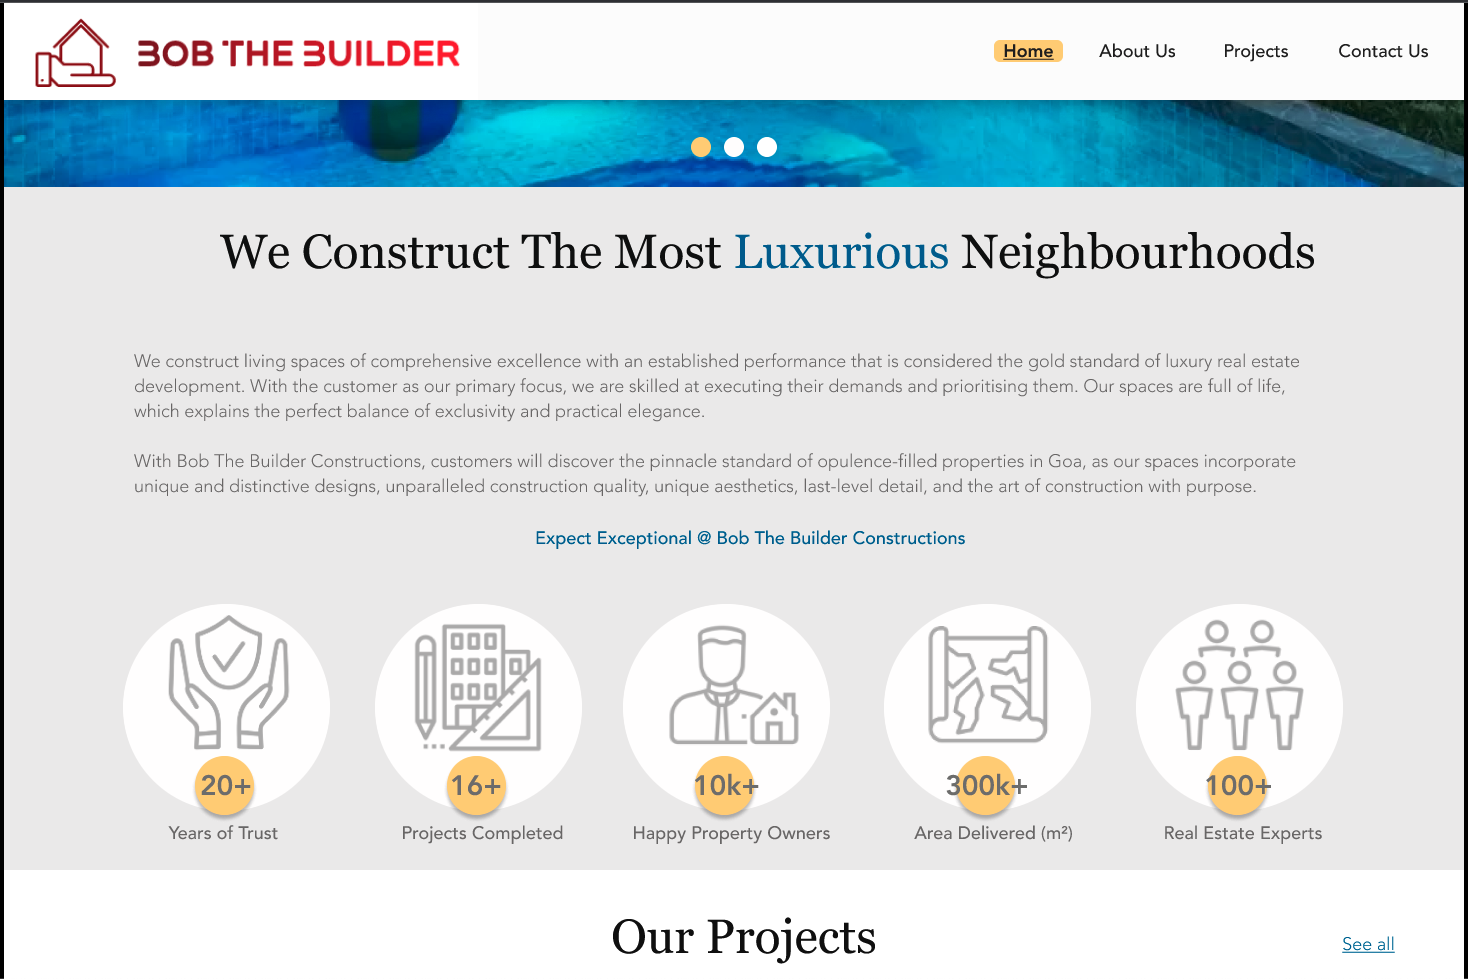 BOB THE BUILDER
Home
About Us
Projects
Contact Us
We Construct The Most Luxurious Neighbourhoods
We construct living spaces of comprehensive excellence with an established performance that is considered the gold standard of luxury real estate
development. With the customer as our primary focus, we are skilled at executing their demands and prioritising them. Our spaces are full of life,
which explains the perfect balance of exclusivity and practical elegance.
With Bob The Builder Constructions, customers will discover the pinnacle standard of opulence-filled properties in Goa, as our spaces incorporate
unique and distinctive designs, unparalleled construction quality, unique aesthetics, last-level detail, and the art of construction with purpose.
Expect Exceptional @ Bob The Builder Constructions
20+
Years of Trust
16+
Projects Completed
10k+
Happy Property Owners
300k+
Area Delivered (m²)
100+
Real Estate Experts
Our Projects
See all